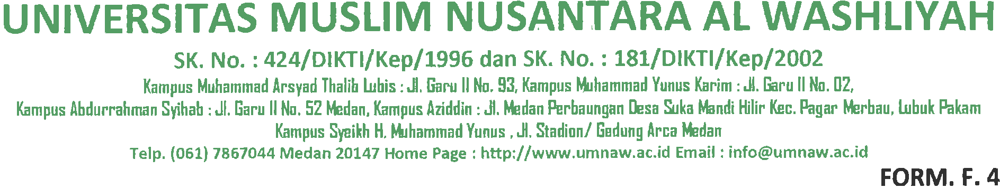 UNIVERSITAS MUSLIM NUSANTARA AL WASHLIYAH
SK. No. : 424/DIKTI/Kep/1996 dan SK. No. : 181/DIKTI/Kep/2002
Kampus Muhammad Arsyad Thalib Lubis : Jl. Garu II No. 93, Kampus Muhammad Yunus Karim : Jl. Garu II No. 02,
Kampus Abdurrahman Syihab : Jl. Garu II No. 52 Medan, Kampus Aziddin : Jl. Medan Perbaungan Desa Suka Mandi Hilir Kec. Pagar Merbau, Lubuk Pakam
Kampus Syeikh H. Muhammad Yunus , Jl. Stadion/ Gedung Arca Medan
Telp. (061) 7867044 Medan 20147 Home Page : http://www.umnaw.ac.id Email : info@umnaw.ac.id
FORM. F. 4